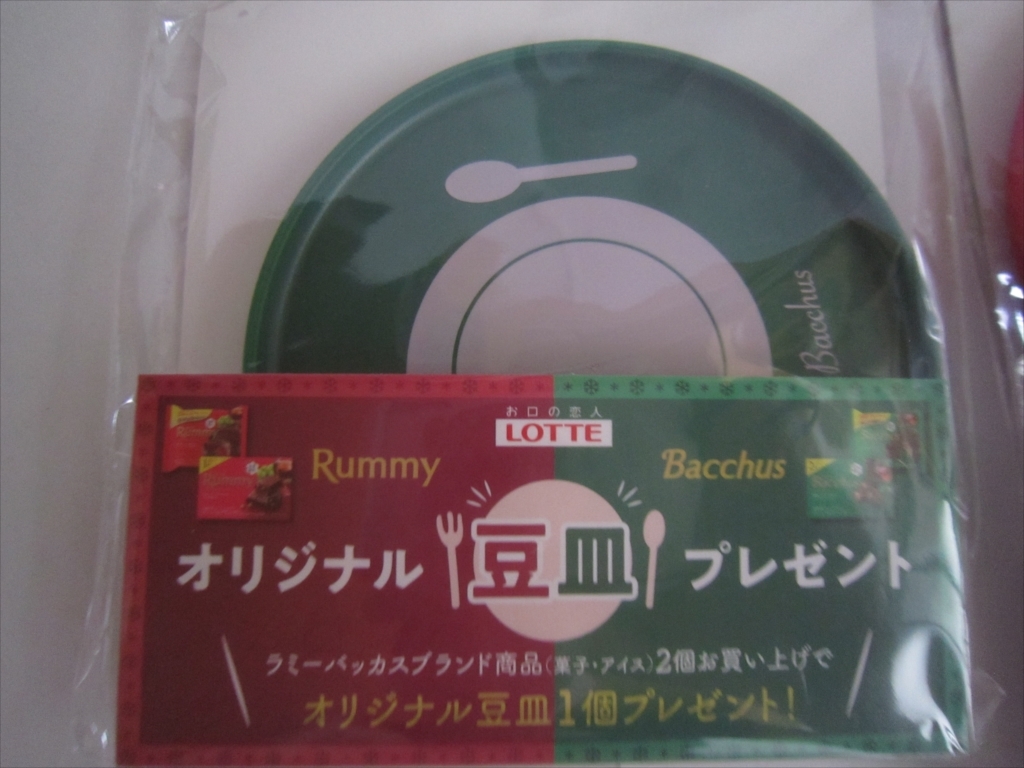 Bacchus
お口の恋人
LOTTE
Rummy
Bacchus
オリジナル豆皿プレゼント
ラミー・バッカスブランド商品(菓子・アイス)2個お買い上げで
オリジナル豆皿1個プレゼント!